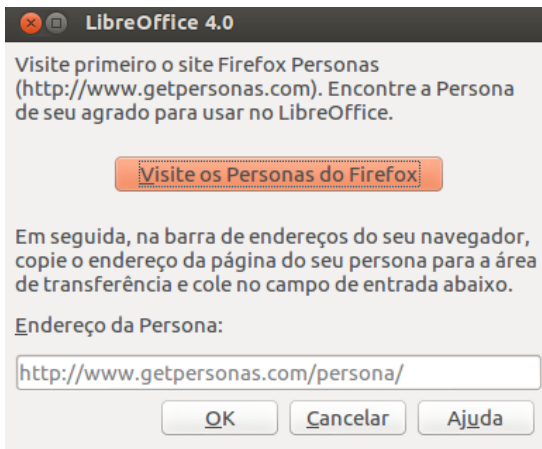 LibreOffice 4.0
Visite primeiro o site Firefox Personas
(http://www.getpersonas.com). Encontre a Persona
de seu agrado para usar no LibreOffice.
Visite os Personas do Firefox
Em seguida, na barra de endereços do seu navegador,
copie o endereço da página do seu persona para a área
de transferência e cole no campo de entrada abaixo.
Endereço da Persona:
http://www.getpersonas.com/persona/
OK Cancelar Ajuda